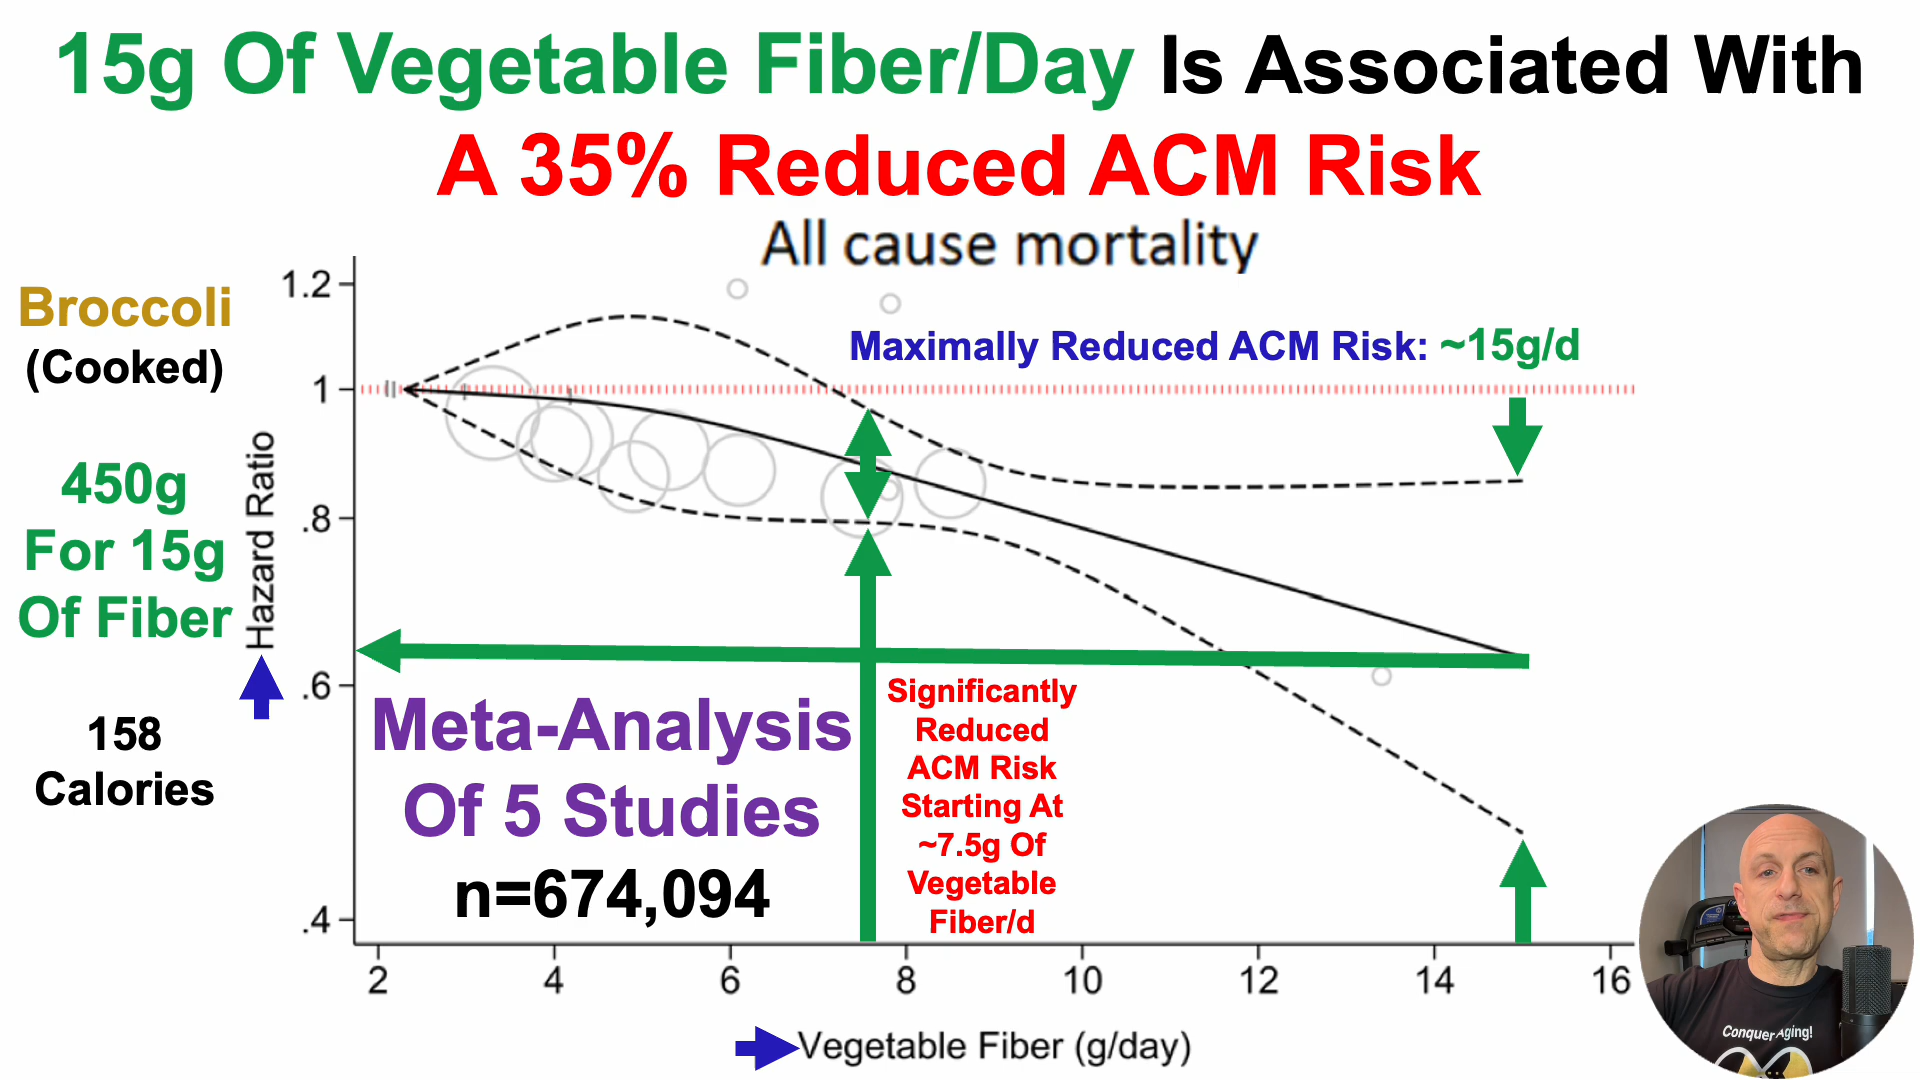 15g Of Vegetable Fiber/Day Is Associated With
A 35% Reduced ACM Risk
All cause mortality
Broccoli
(Cooked)
450g
For 15g
Of Fiber
158
Calories
Hazard Ratio
1.2
1
.8
.6
.4
Maximally Reduced ACM Risk: ~15g/d
Meta-Analysis
Of 5 Studies
n=674,094
Significantly
Reduced
ACM Risk
Starting At
~7.5g Of
Vegetable
Fiber/d
2 4 6 8 10 12 14 16
Vegetable Fiber (g/day)
Conquer Aging!